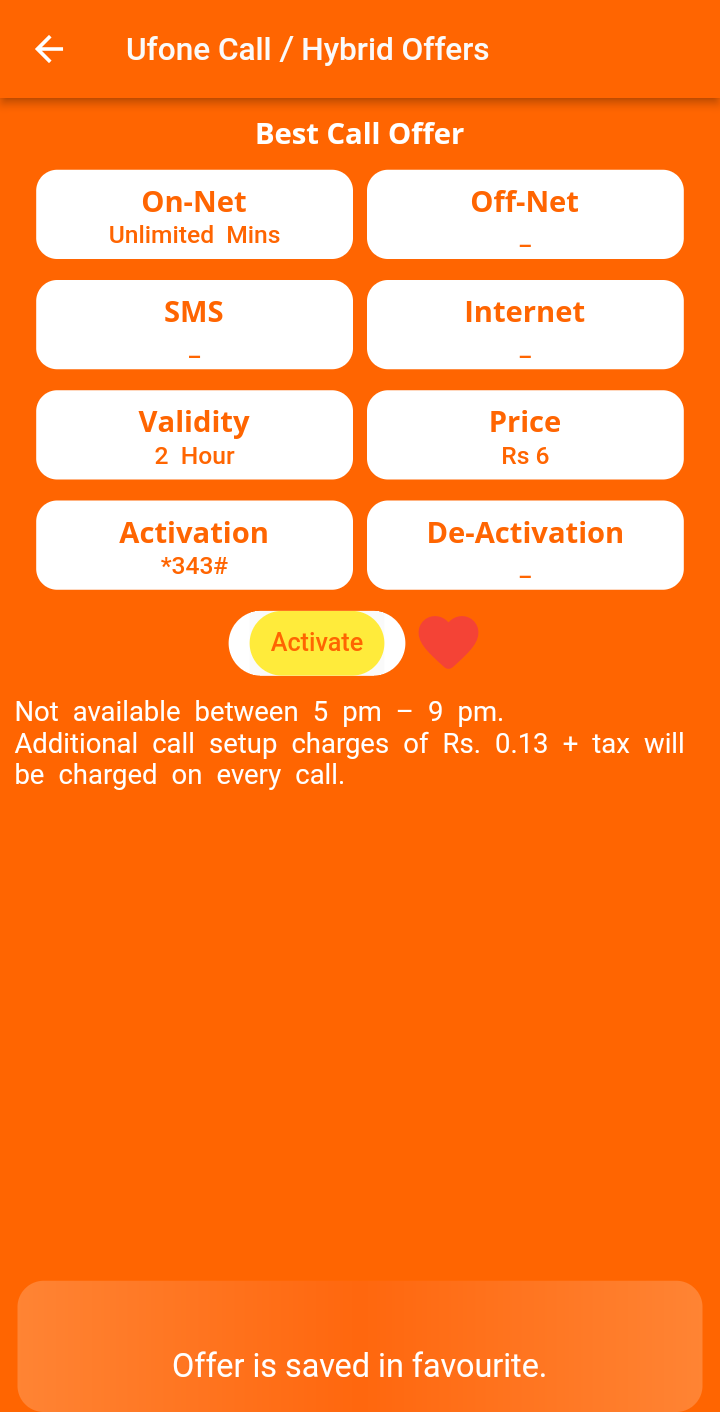 Ufone Call / Hybrid Offers
Best Call Offer
On-Net
Unlimited Mins
Off-Net
–
SMS
–
Internet
–
Validity
2 Hour
Price
Rs 6
Activation
*343#
De-Activation
–
Activate
Not available between 5 pm – 9 pm.
Additional call setup charges of Rs. 0.13 + tax will
be charged on every call.
Offer is saved in favourite.